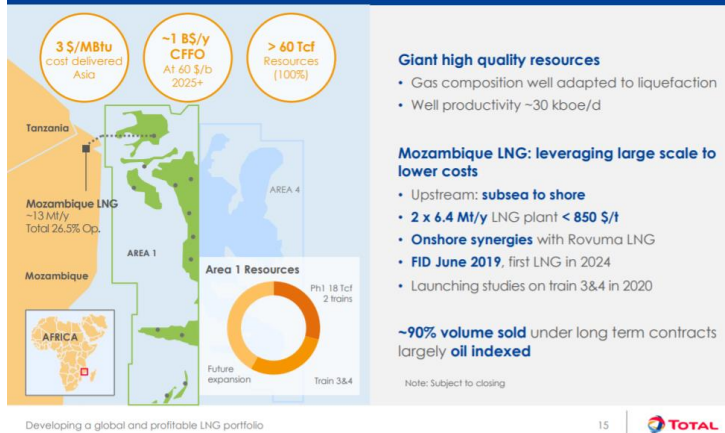 3 $/MBtu
cost delivered
Asia
~1 B$/y
CFFO
At 60 $/b
2025+
> 60 Tcf
Resources
(100%)
Tanzania
Mozambique LNG
~13 Mt/y
Total 26.5% Op.
Mozambique
AREA 1
AREA 4
AFRICA
Area 1 Resources
Ph1 18 Tcf
2 trains
Future
expansion
Train 3&4
Giant high quality resources
• Gas composition well adapted to liquefaction
• Well productivity ~30 kboe/d
Mozambique LNG: leveraging large scale to
lower costs
• Upstream: subsea to shore
• 2 x 6.4 Mt/y LNG plant < 850 $/t
• Onshore synergies with Rovuma LNG
• FID June 2019, first LNG in 2024
• Launching studies on train 3&4 in 2020
~90% volume sold under long term contracts
largely oil indexed
Note: Subject to closing
Developing a global and profitable LNG portfolio
15
TOTAL